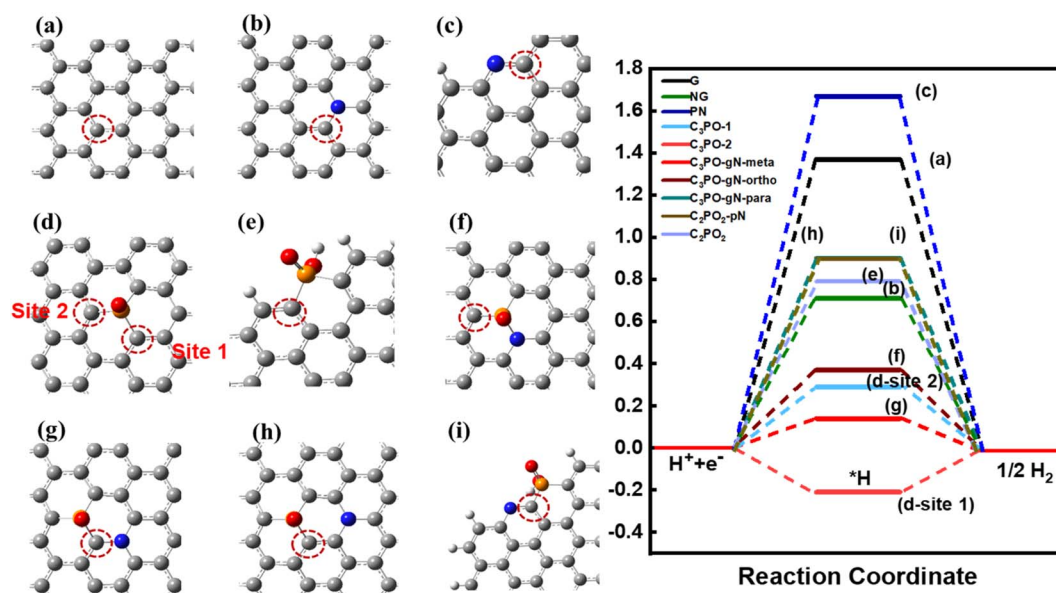 (a)
(b)
(c)
(d)
Site 2
Site 1
(e)
(f)
(g)
(h)
(i)
1.8
1.6
1.4
1.2
1.0
0.8
0.6
0.4
0.2
0.0
-0.2
-0.4
G
NG
PN
C₃PO-1
C₃PO-2
C₃PO-gN-meta
C₃PO-gN-ortho
C₃PO-gN-para
C₂PO₂-pN
C₂PO₂
(c)
(a)
(h)
(i)
(e)
(b)
(f)
(d-site 2)
(g)
H⁺+e⁻
*H
1/2 H₂
(d-site 1)
Reaction Coordinate